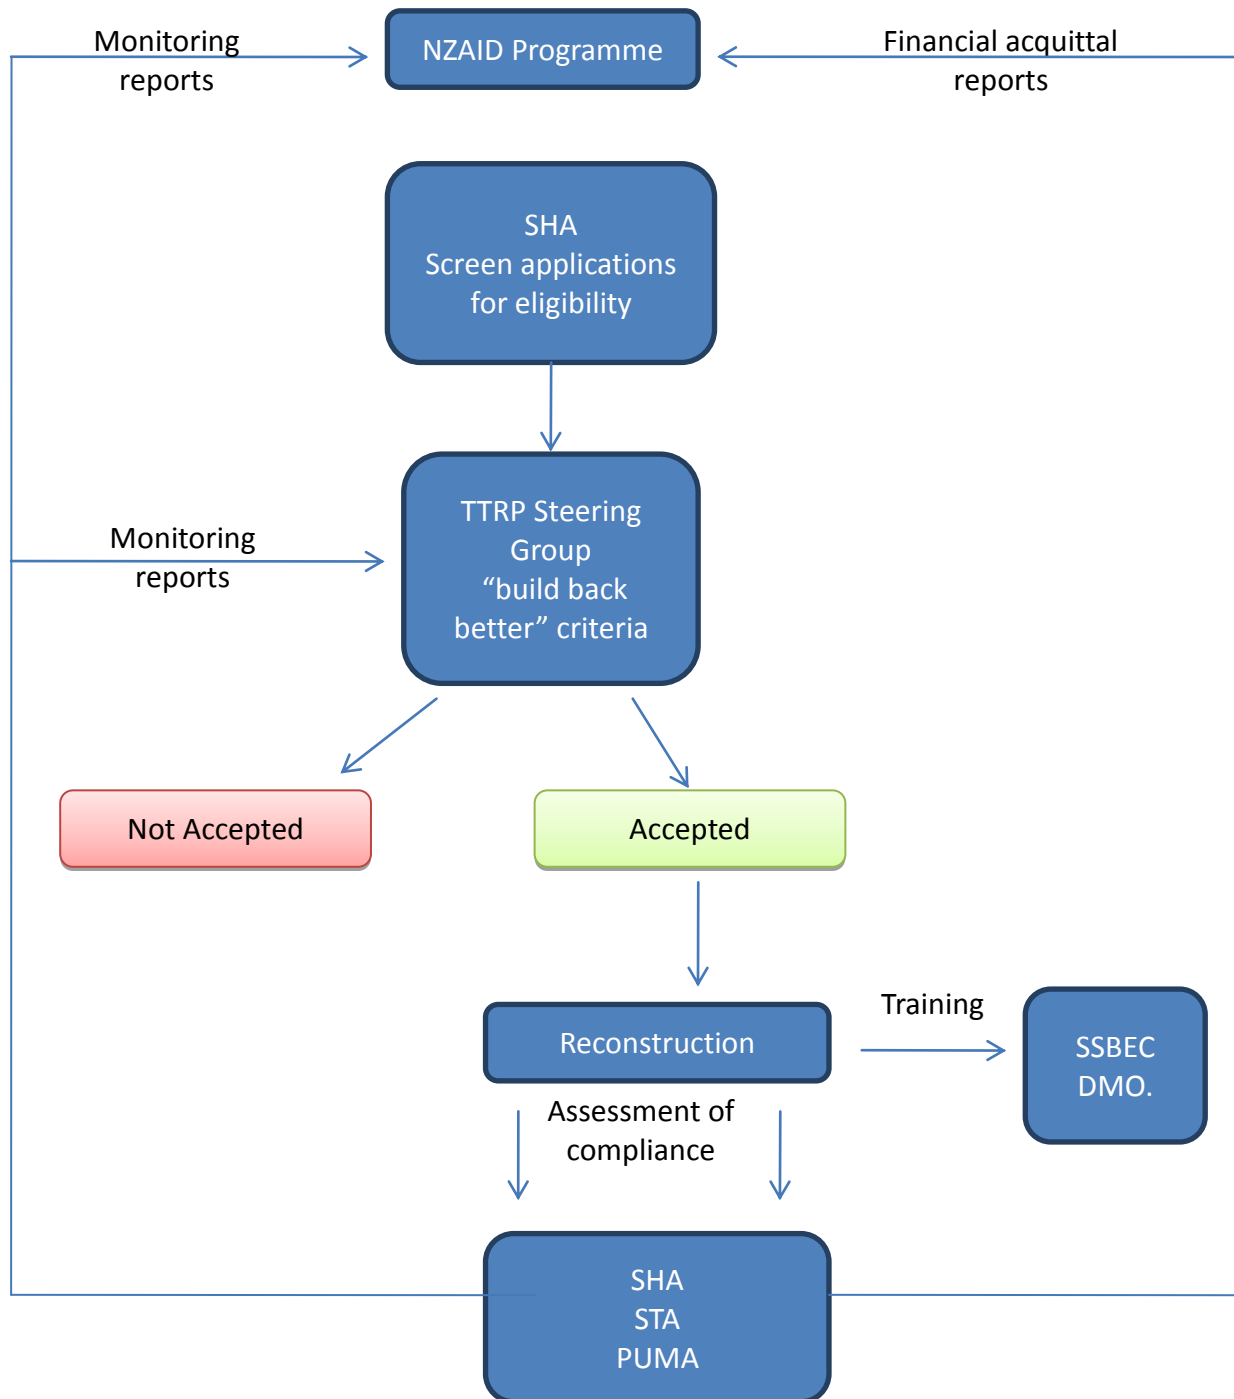 Monitoring
reports
NZAID Programme
Financial acquittal
reports
SHA
Screen applications
for eligibility
TTRP Steering
Group
“build back
better” criteria
Monitoring
reports
Not Accepted
Accepted
Reconstruction
Training
SSBEC
DMO.
Assessment of
compliance
SHA
STA
PUMA